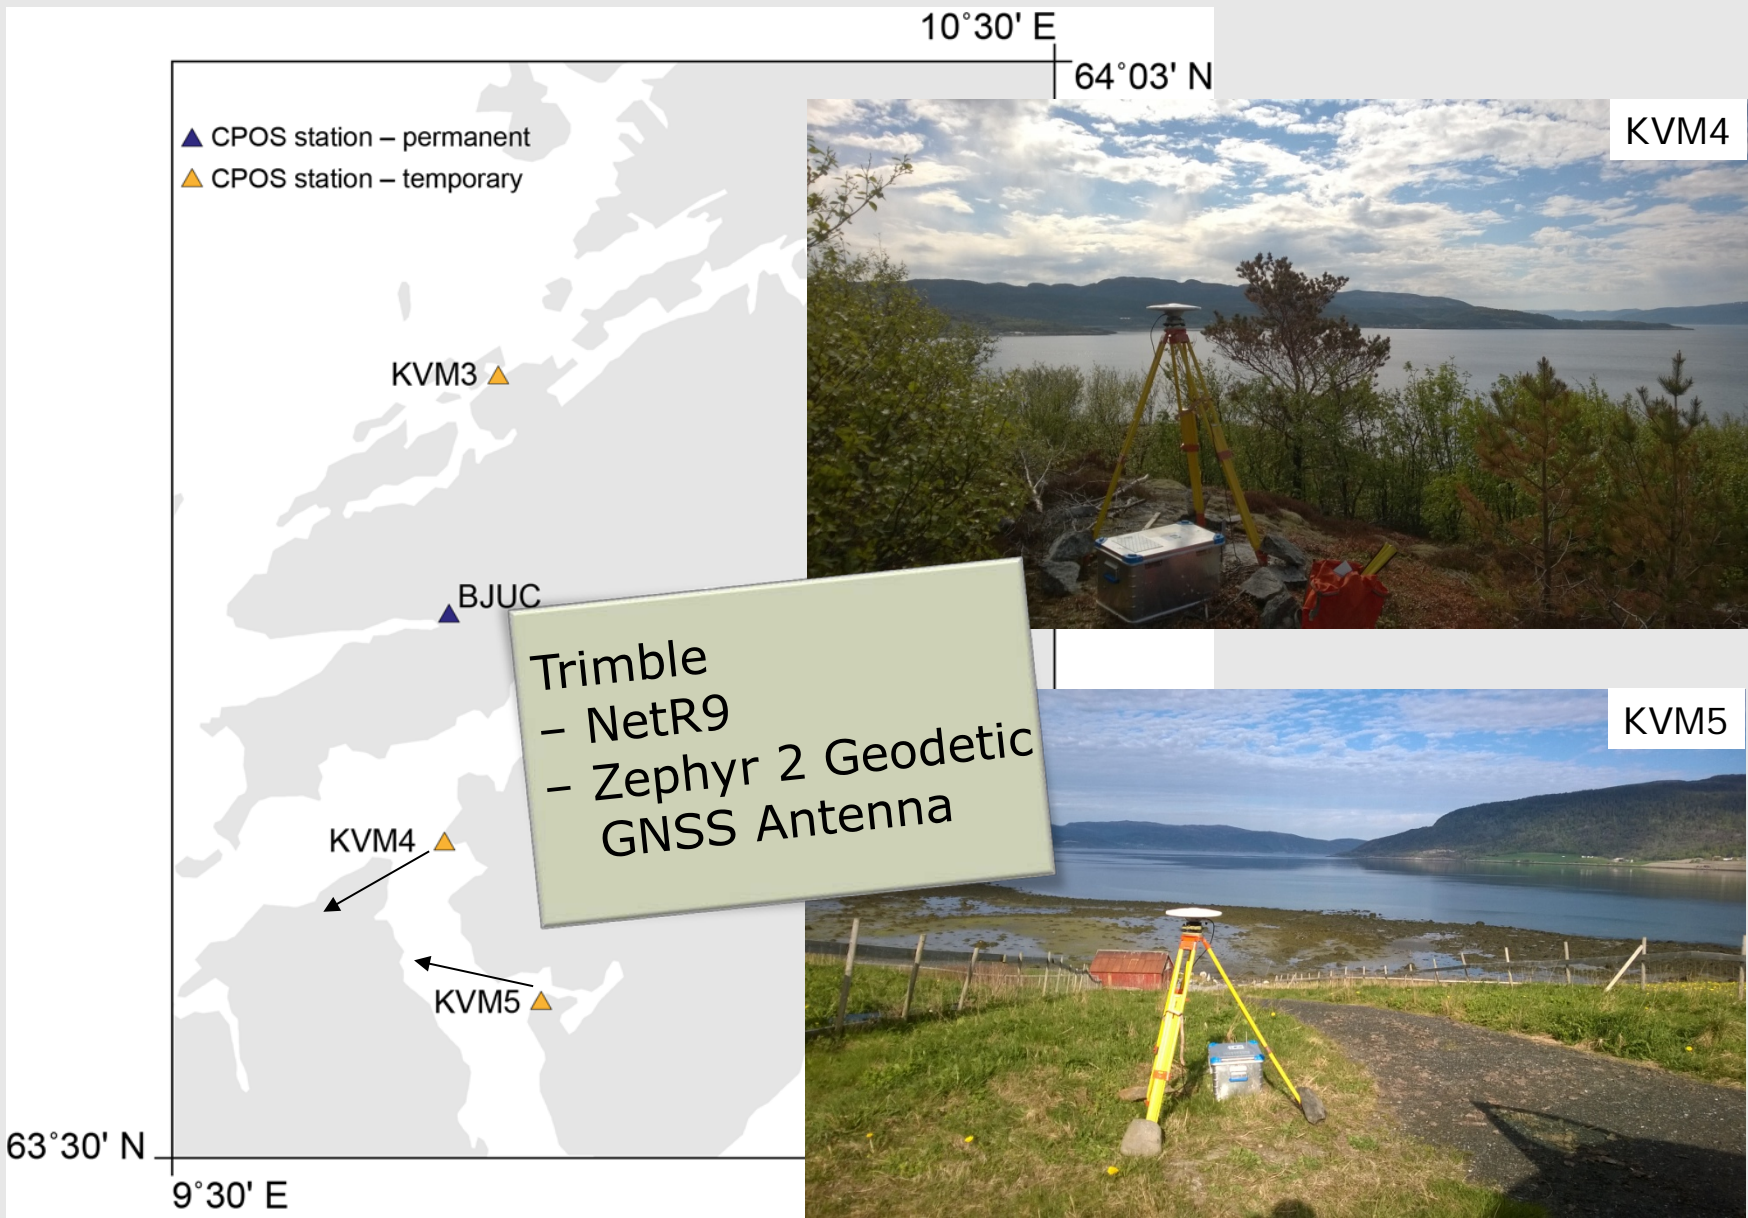 10°30' E
64°03' N
CPOS station – permanent
CPOS station – temporary
KVM4
KVM3
BJUC
Trimble
– NetR9
– Zephyr 2 Geodetic
GNSS Antenna
KVM5
KVM4
KVM5
63°30' N
9°30' E